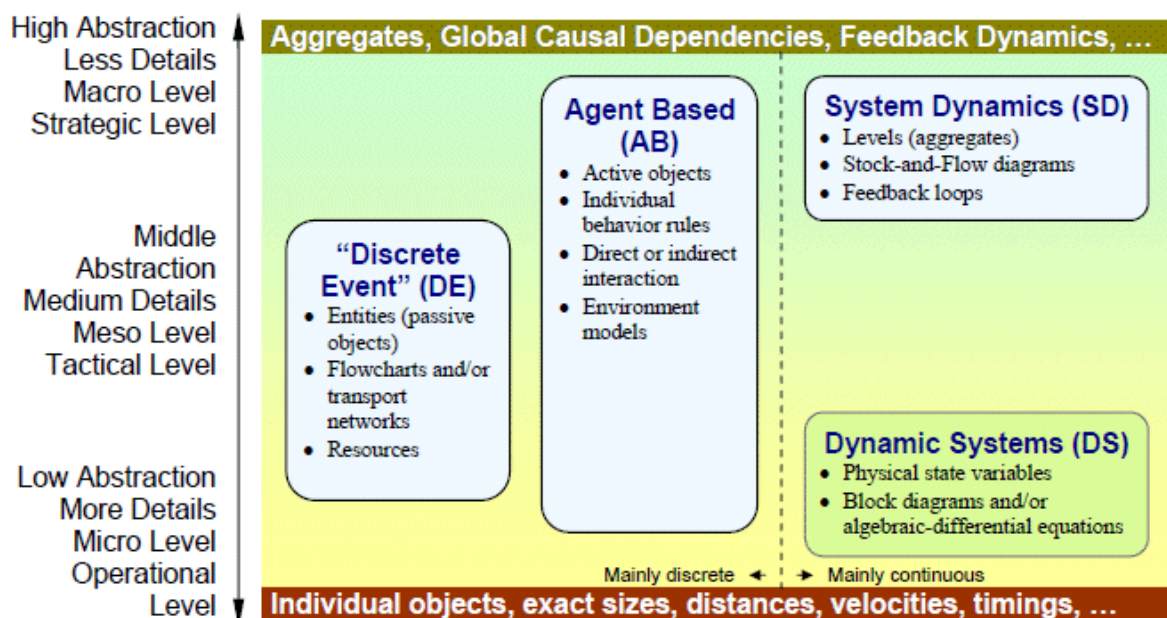 High Abstraction
Less Details
Macro Level
Strategic Level
Middle
Abstraction
Medium Details
Meso Level
Tactical Level
Low Abstraction
More Details
Micro Level
Operational
Level
Aggregates, Global Causal Dependencies, Feedback Dynamics, …
“Discrete
Event” (DE)
• Entities (passive
objects)
• Flowcharts and/or
transport
networks
• Resources
Agent Based
(AB)
• Active objects
• Individual
behavior rules
• Direct or indirect
interaction
• Environment
models
System Dynamics (SD)
• Levels (aggregates)
• Stock-and-Flow diagrams
• Feedback loops
Dynamic Systems (DS)
• Physical state variables
• Block diagrams and/or
algebraic-differential equations
Mainly discrete
Mainly continuous
Individual objects, exact sizes, distances, velocities, timings, …